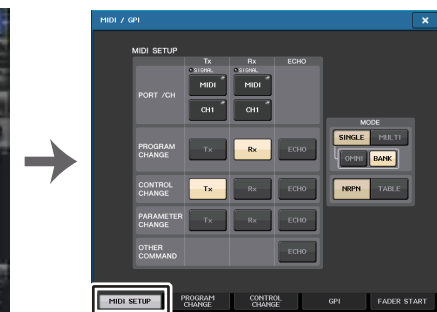 MIDI / GPI
MIDI SETUP
Tx Rx ECHO
SIGNAL SIGNAL
PORT /CH MIDI MIDI
CH1 CH1
MODE
SINGLE MULTI
PROGRAM CHANGE Tx Rx ECHO
OMNI BANK
CONTROL CHANGE Tx Rx ECHO
NRPN TABLE
PARAMETER CHANGE Tx Rx ECHO
OTHER COMMAND ECHO
MIDI SETUP PROGRAM CHANGE CONTROL CHANGE GPI FADER START